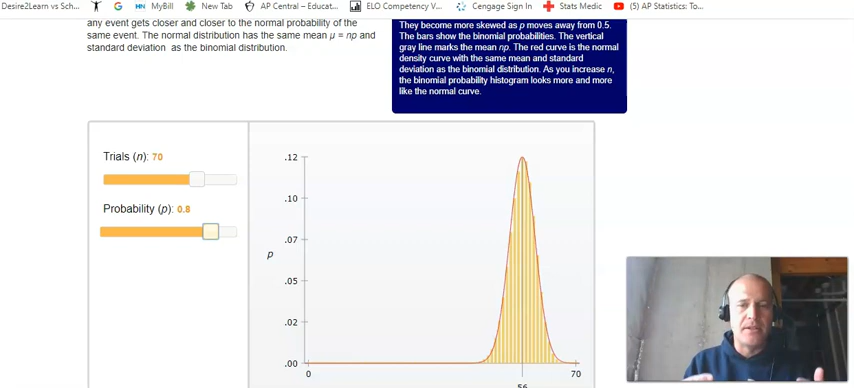 Desire2Learn vs Sch...
HN MyBill
New Tab
AP Central – Educat...
ELO Competency V...
Cengage Sign In
Stats Medic
(5) AP Statistics: To...
any event gets closer and closer to the normal probability of the
same event. The normal distribution has the same mean μ = np and
standard deviation as the binomial distribution.
They become more skewed as p moves away from 0.5.
The bars show the binomial probabilities. The vertical
gray line marks the mean np. The red curve is the normal
density curve with the same mean and standard
deviation as the binomial distribution. As you increase n,
the binomial probability histogram looks more and more
like the normal curve.
Trials (n): 70
Probability (p): 0.8
.12
.10
.07
p
.05
.02
.00
0
70
56